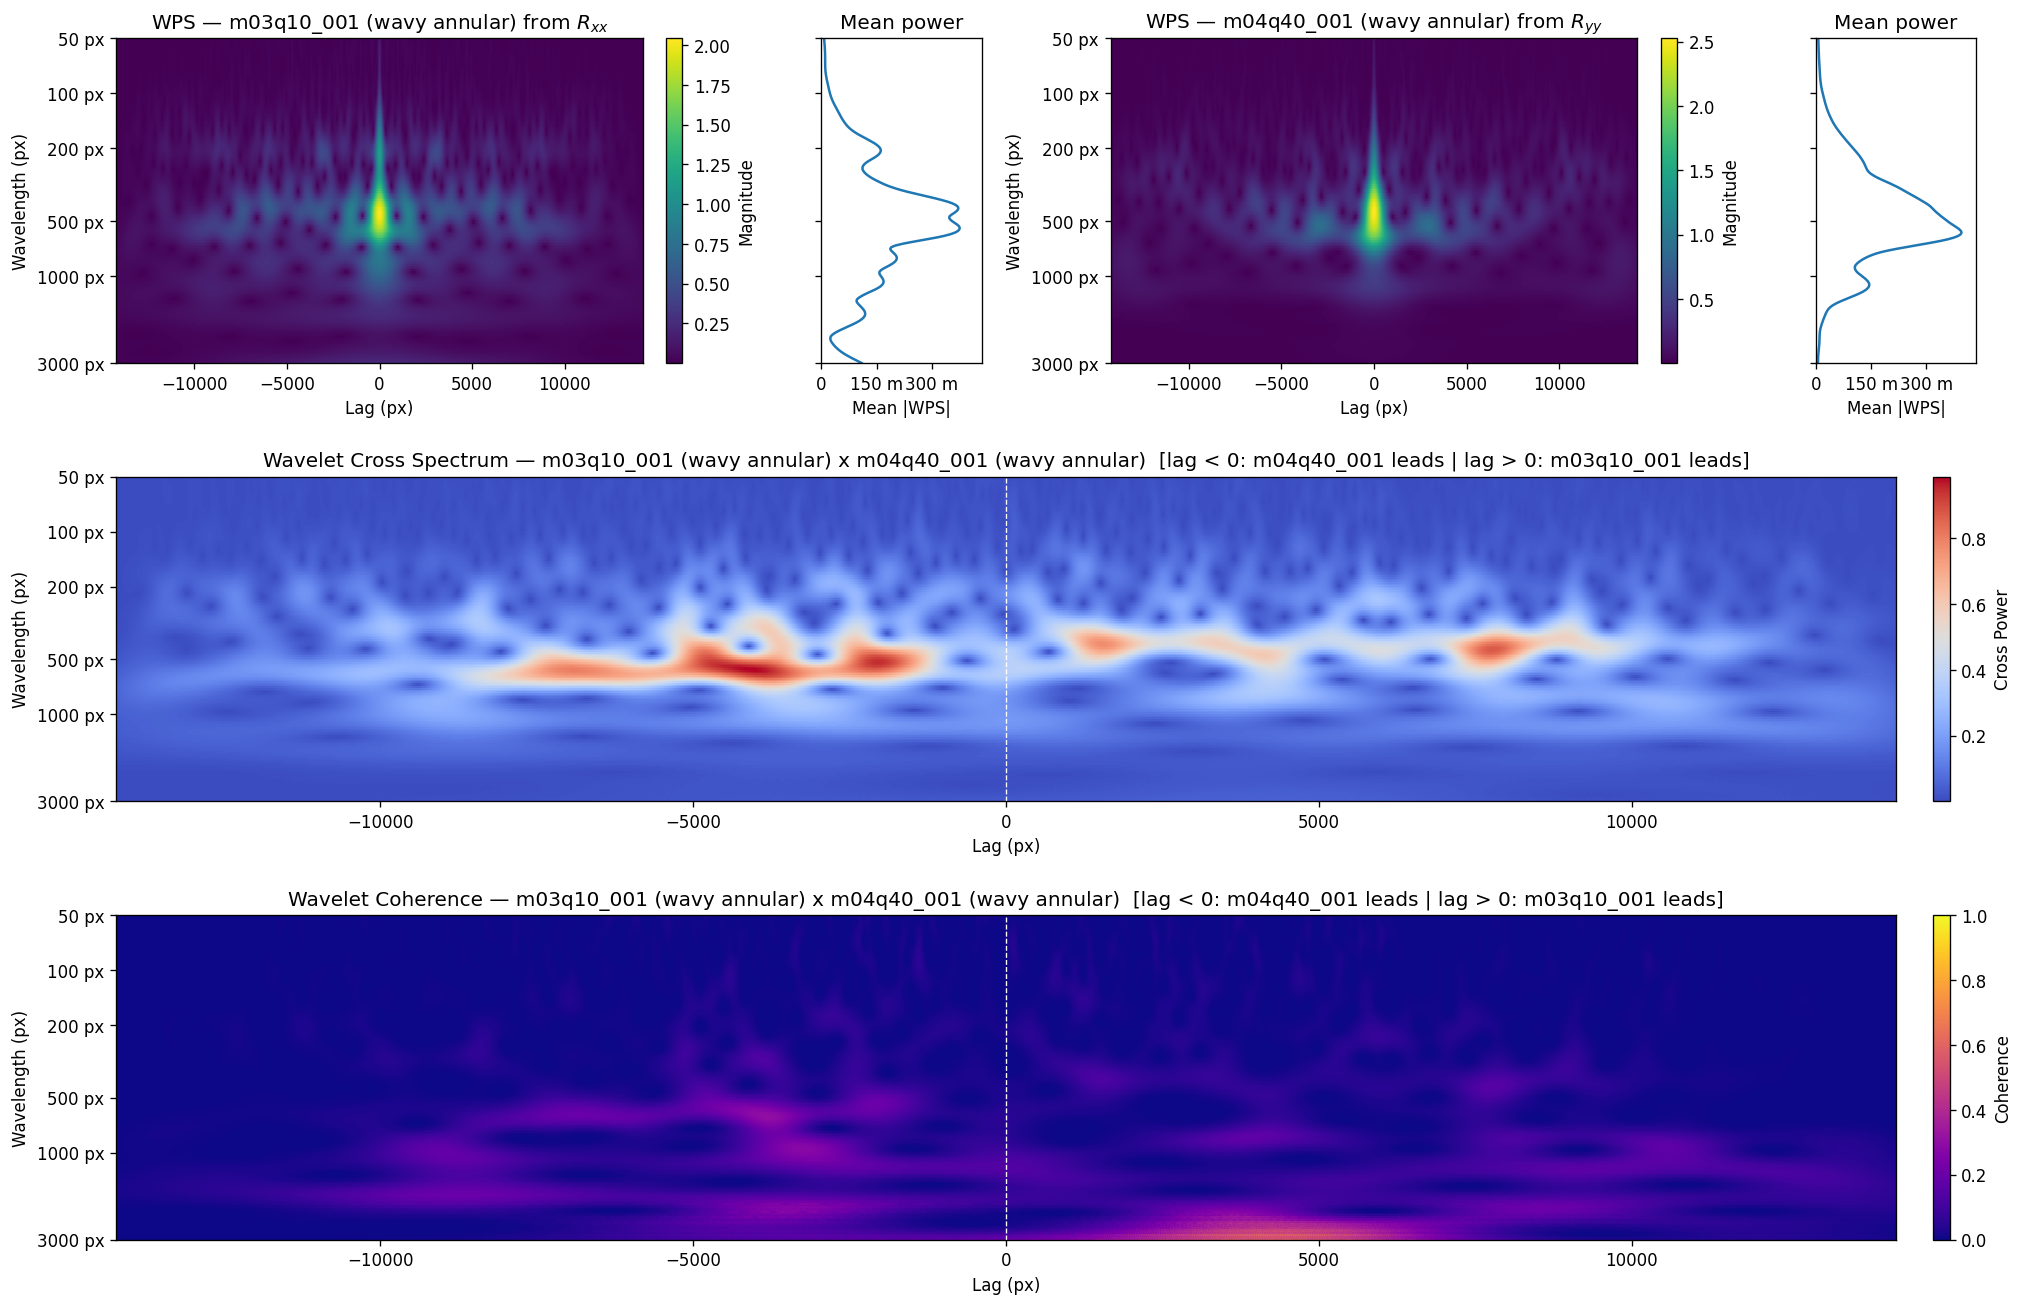 WPS — m03q10_001 (wavy annular) from Rxx
Mean power
WPS — m04q40_001 (wavy annular) from Ryy
Mean power
50 px
100 px
200 px
500 px
1000 px
3000 px
Wavelength (px)
−10000 −5000 0 5000 10000
Lag (px)
2.00
1.75
1.50
1.25
1.00
0.75
0.50
0.25
Magnitude
0 150 m 300 m
Mean |WPS|
50 px
100 px
200 px
500 px
1000 px
3000 px
Wavelength (px)
−10000 −5000 0 5000 10000
Lag (px)
2.5
2.0
1.5
1.0
0.5
Magnitude
0 150 m 300 m
Mean |WPS|
Wavelet Cross Spectrum — m03q10_001 (wavy annular) x m04q40_001 (wavy annular) [lag < 0: m04q40_001 leads | lag > 0: m03q10_001 leads]
50 px
100 px
200 px
500 px
1000 px
3000 px
Wavelength (px)
−10000 −5000 0 5000 10000
Lag (px)
0.8
0.6
0.4
0.2
Cross Power
Wavelet Coherence — m03q10_001 (wavy annular) x m04q40_001 (wavy annular) [lag < 0: m04q40_001 leads | lag > 0: m03q10_001 leads]
50 px
100 px
200 px
500 px
1000 px
3000 px
Wavelength (px)
−10000 −5000 0 5000 10000
Lag (px)
1.0
0.8
0.6
0.4
0.2
0.0
Coherence